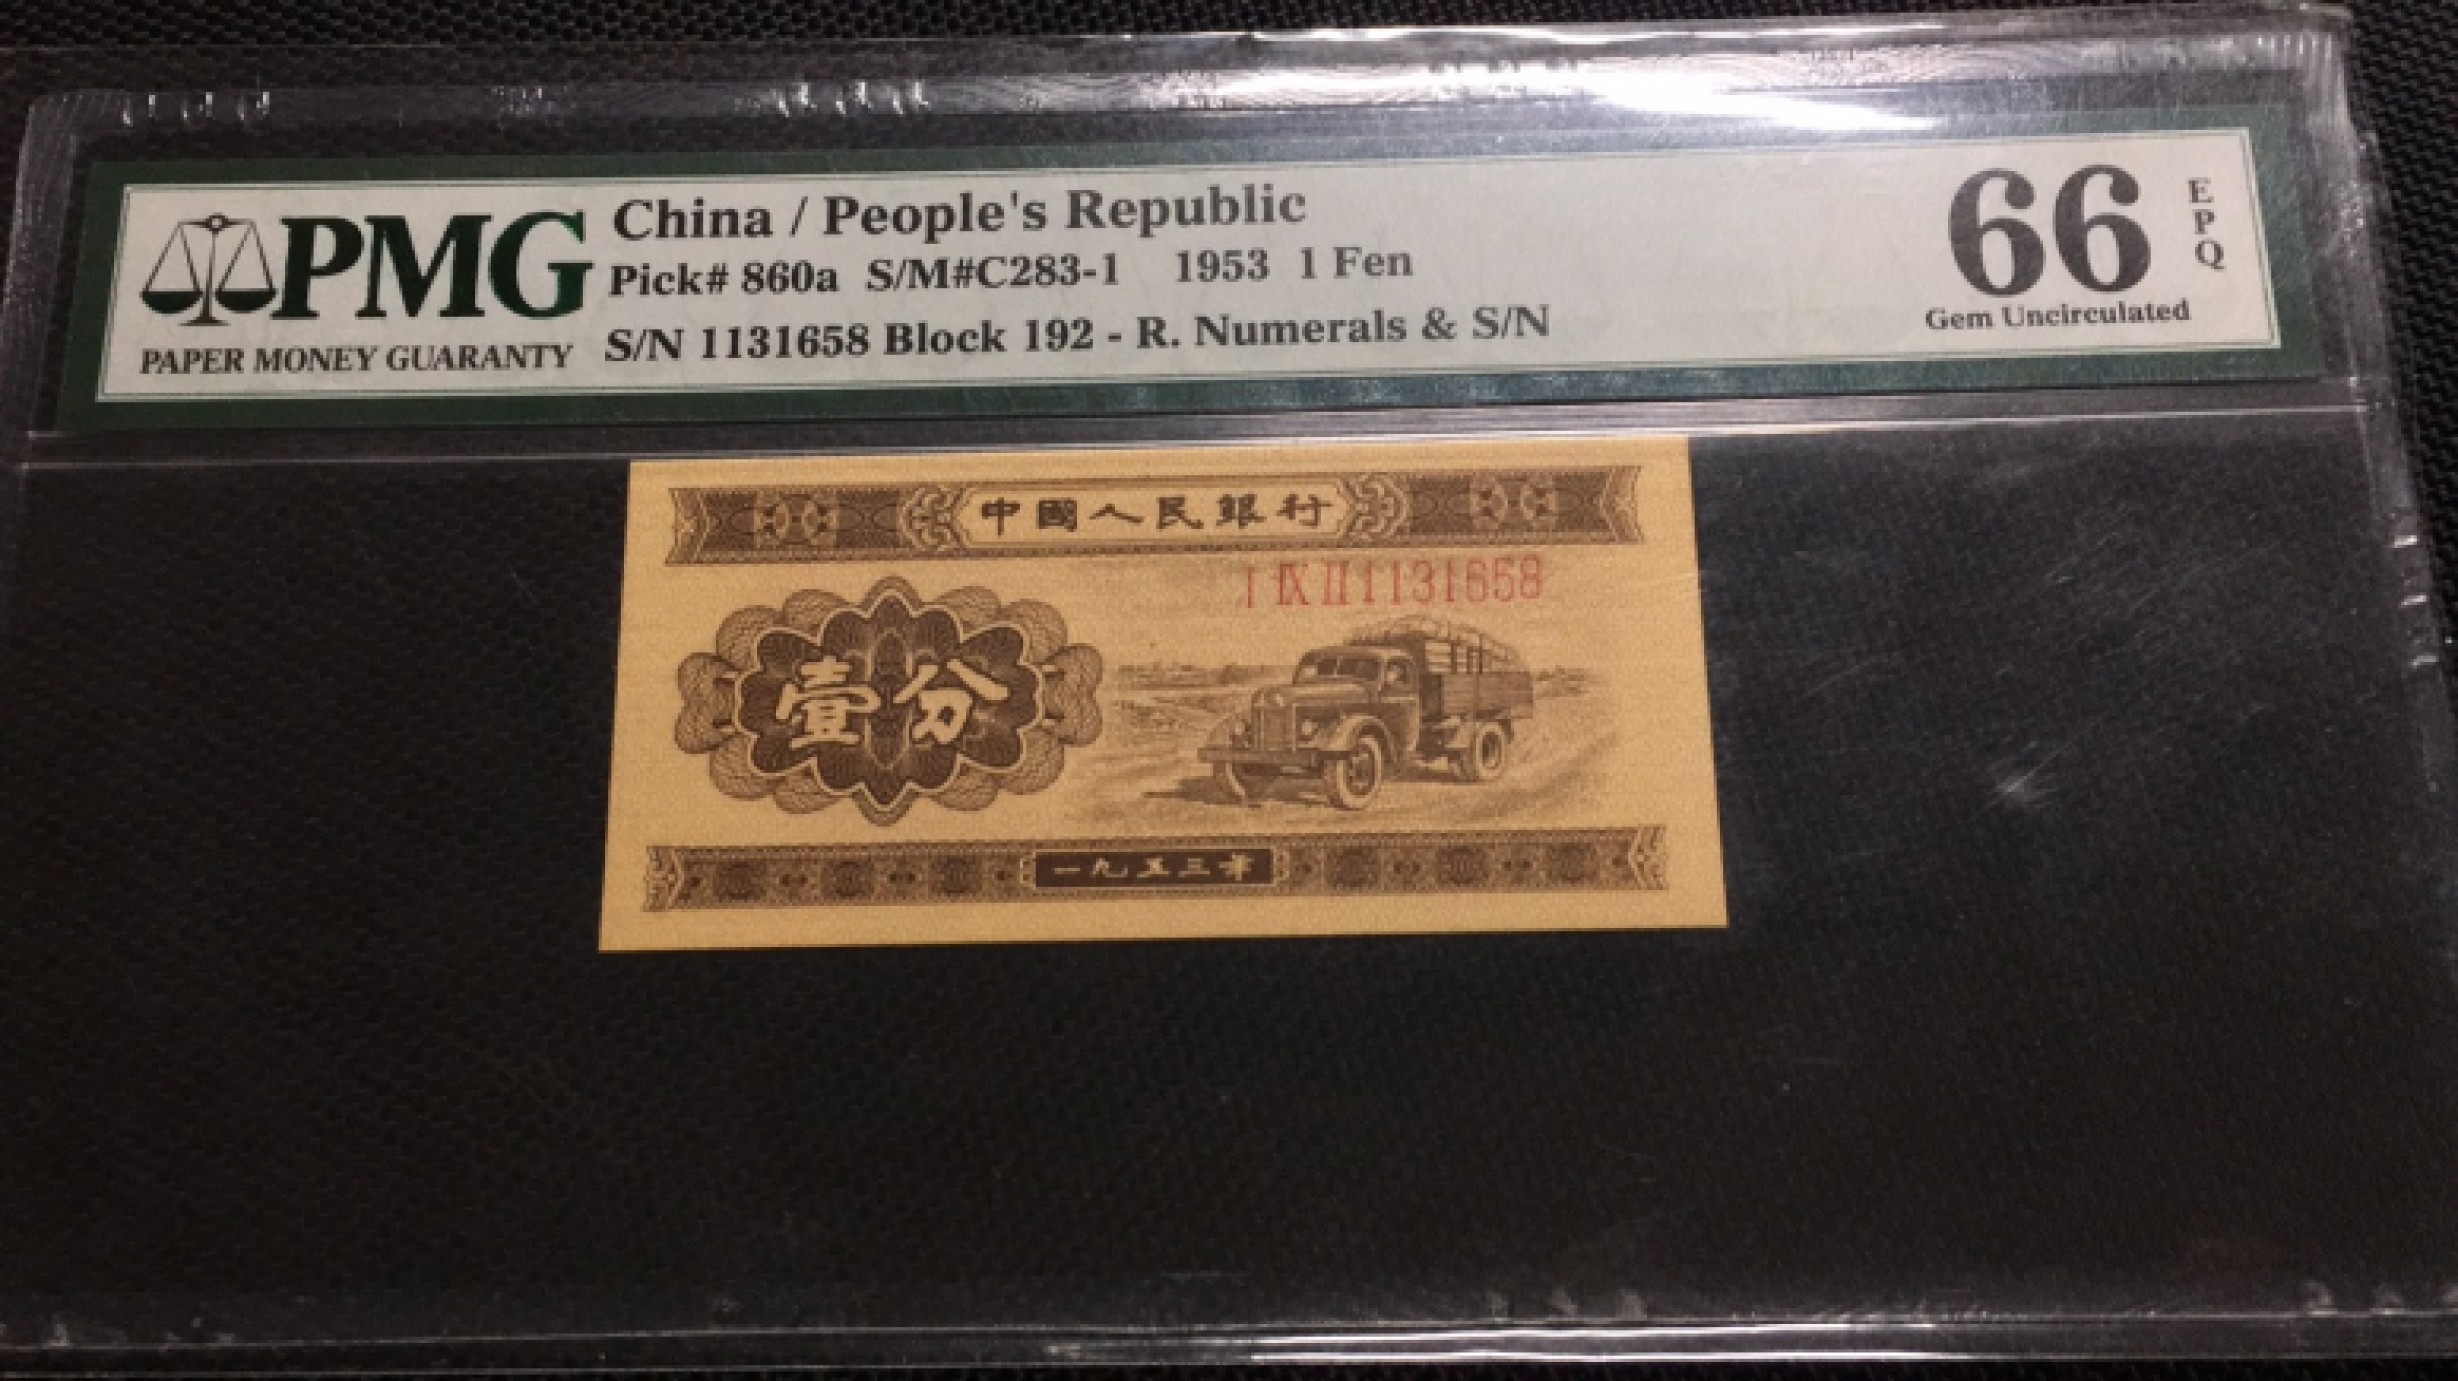 PMG
PAPER MONEY GUARANTY
China / People's Republic
Pick# 860a S/M#C283-1 1953 1 Fen
S/N 1131658 Block 192 - R. Numerals & S/N
66
EPQ
Gem Uncirculated
中國人民銀行
I IX II 1131658
壹分
一九五三年